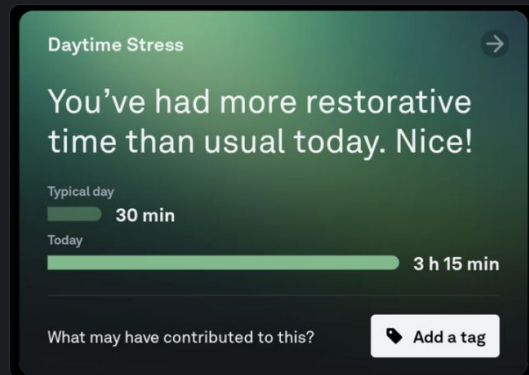 Daytime Stress
You’ve had more restorative
time than usual today. Nice!
Typical day
30 min
Today
3 h 15 min
What may have contributed to this?
Add a tag